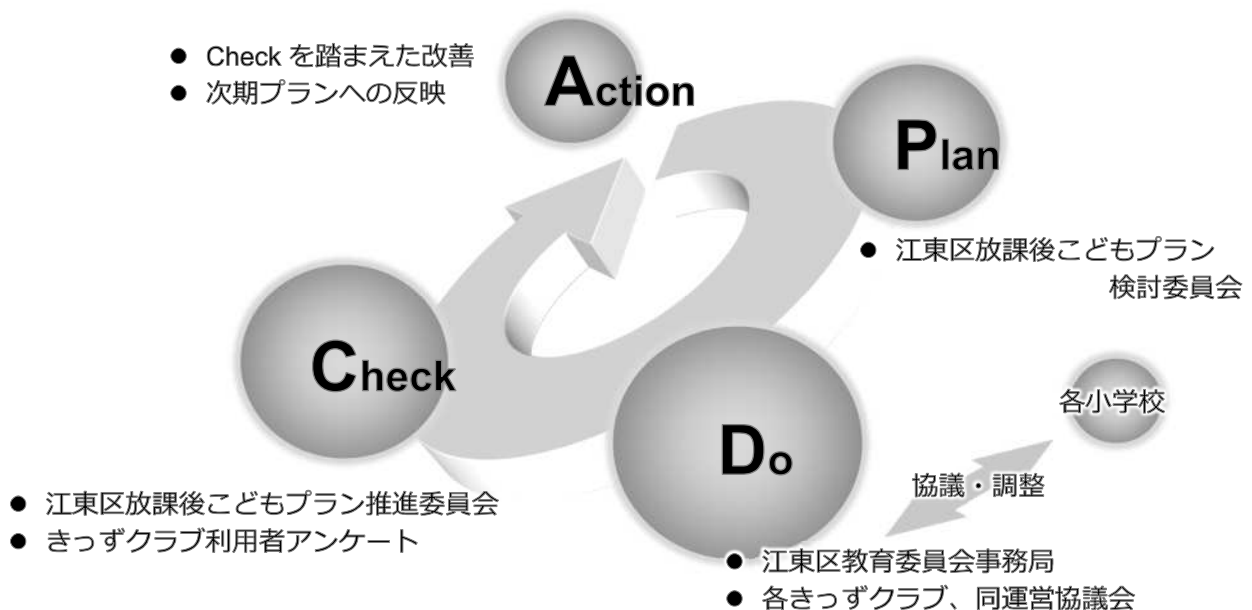 ● Check を踏まえた改善
● 次期プランへの反映
Action
Plan
● 江東区放課後こどもプラン
検討委員会
Check
各小学校
Do
協議・調整
● 江東区放課後こどもプラン推進委員会
● きっずクラブ利用者アンケート
● 江東区教育委員会事務局
● 各きっずクラブ、同運営協議会